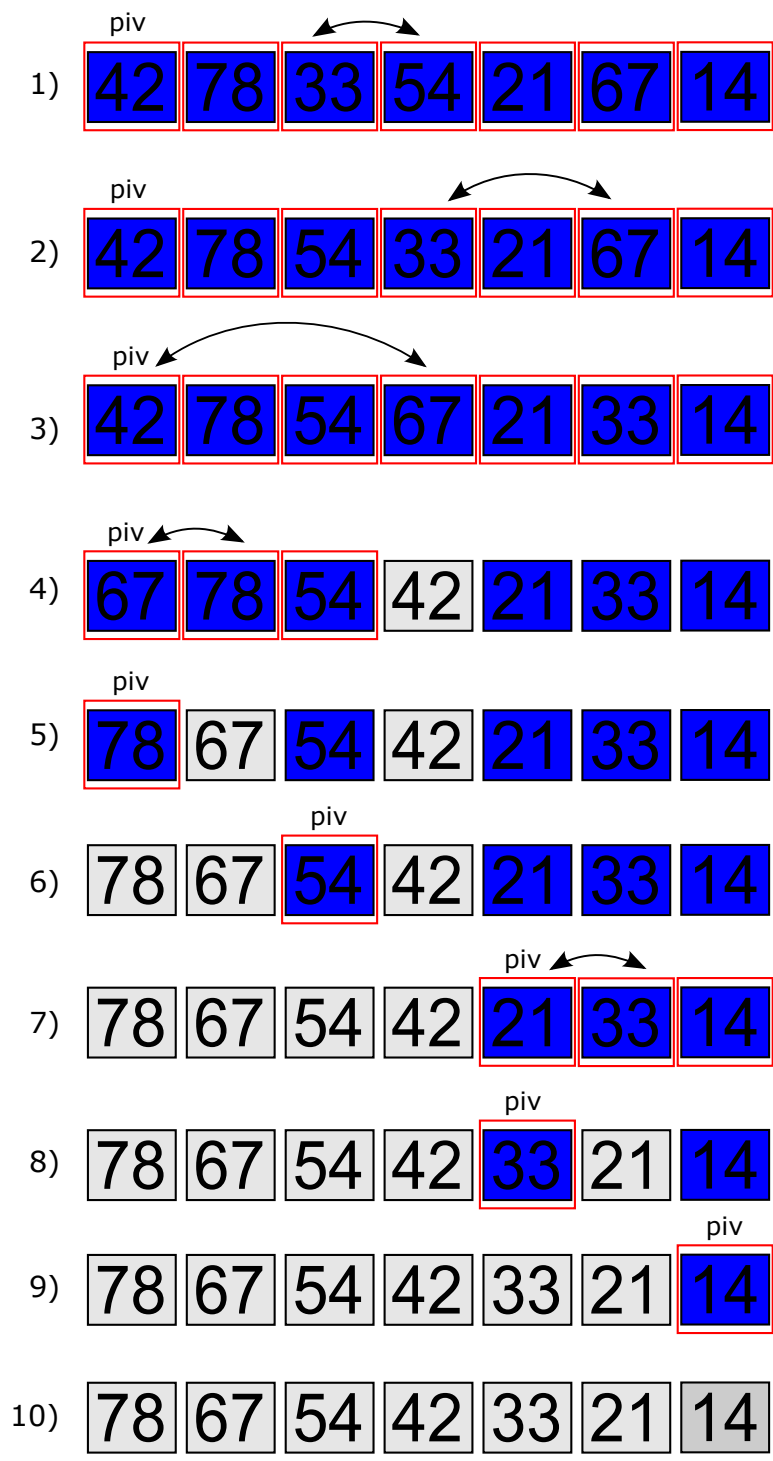 piv
1) 42 78 33 54 21 67 14
piv
2) 42 78 54 33 21 67 14
piv
3) 42 78 54 67 21 33 14
piv
4) 67 78 54 42 21 33 14
piv
5) 78 67 54 42 21 33 14
piv
6) 78 67 54 42 21 33 14
piv
7) 78 67 54 42 21 33 14
piv
8) 78 67 54 42 33 21 14
piv
9) 78 67 54 42 33 21 14
10) 78 67 54 42 33 21 14